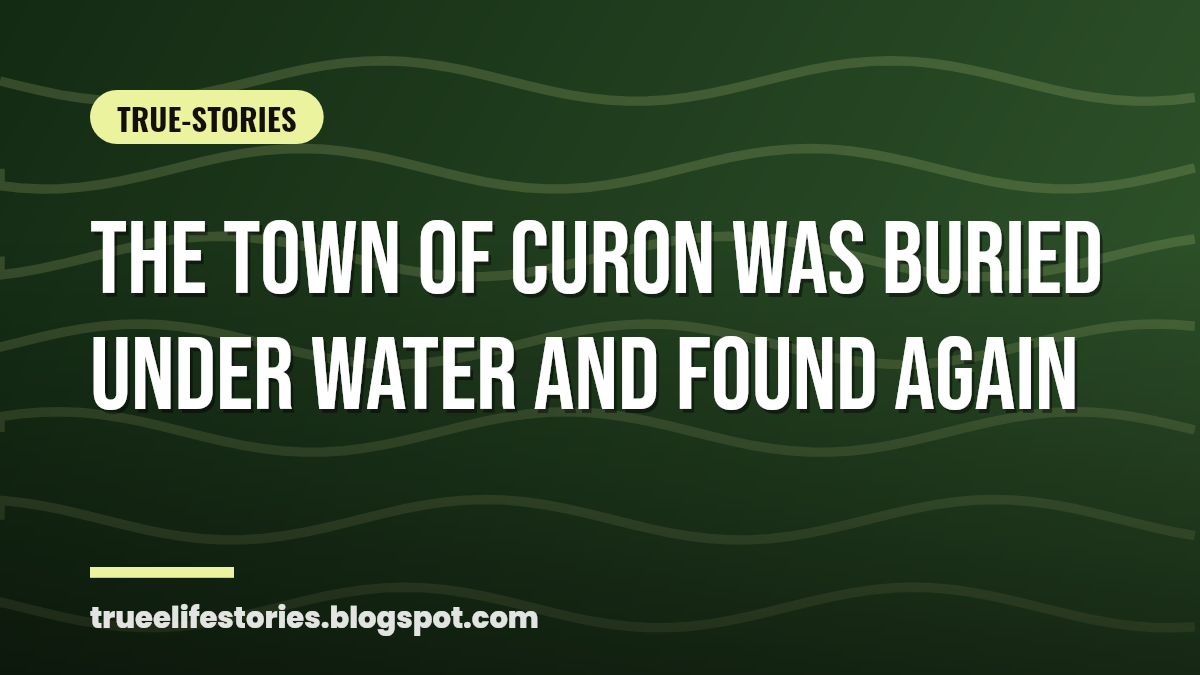 TRUE-STORIES
THE TOWN OF CURON WAS BURIED
UNDER WATER AND FOUND AGAIN
trueelifestories.blogspot.com